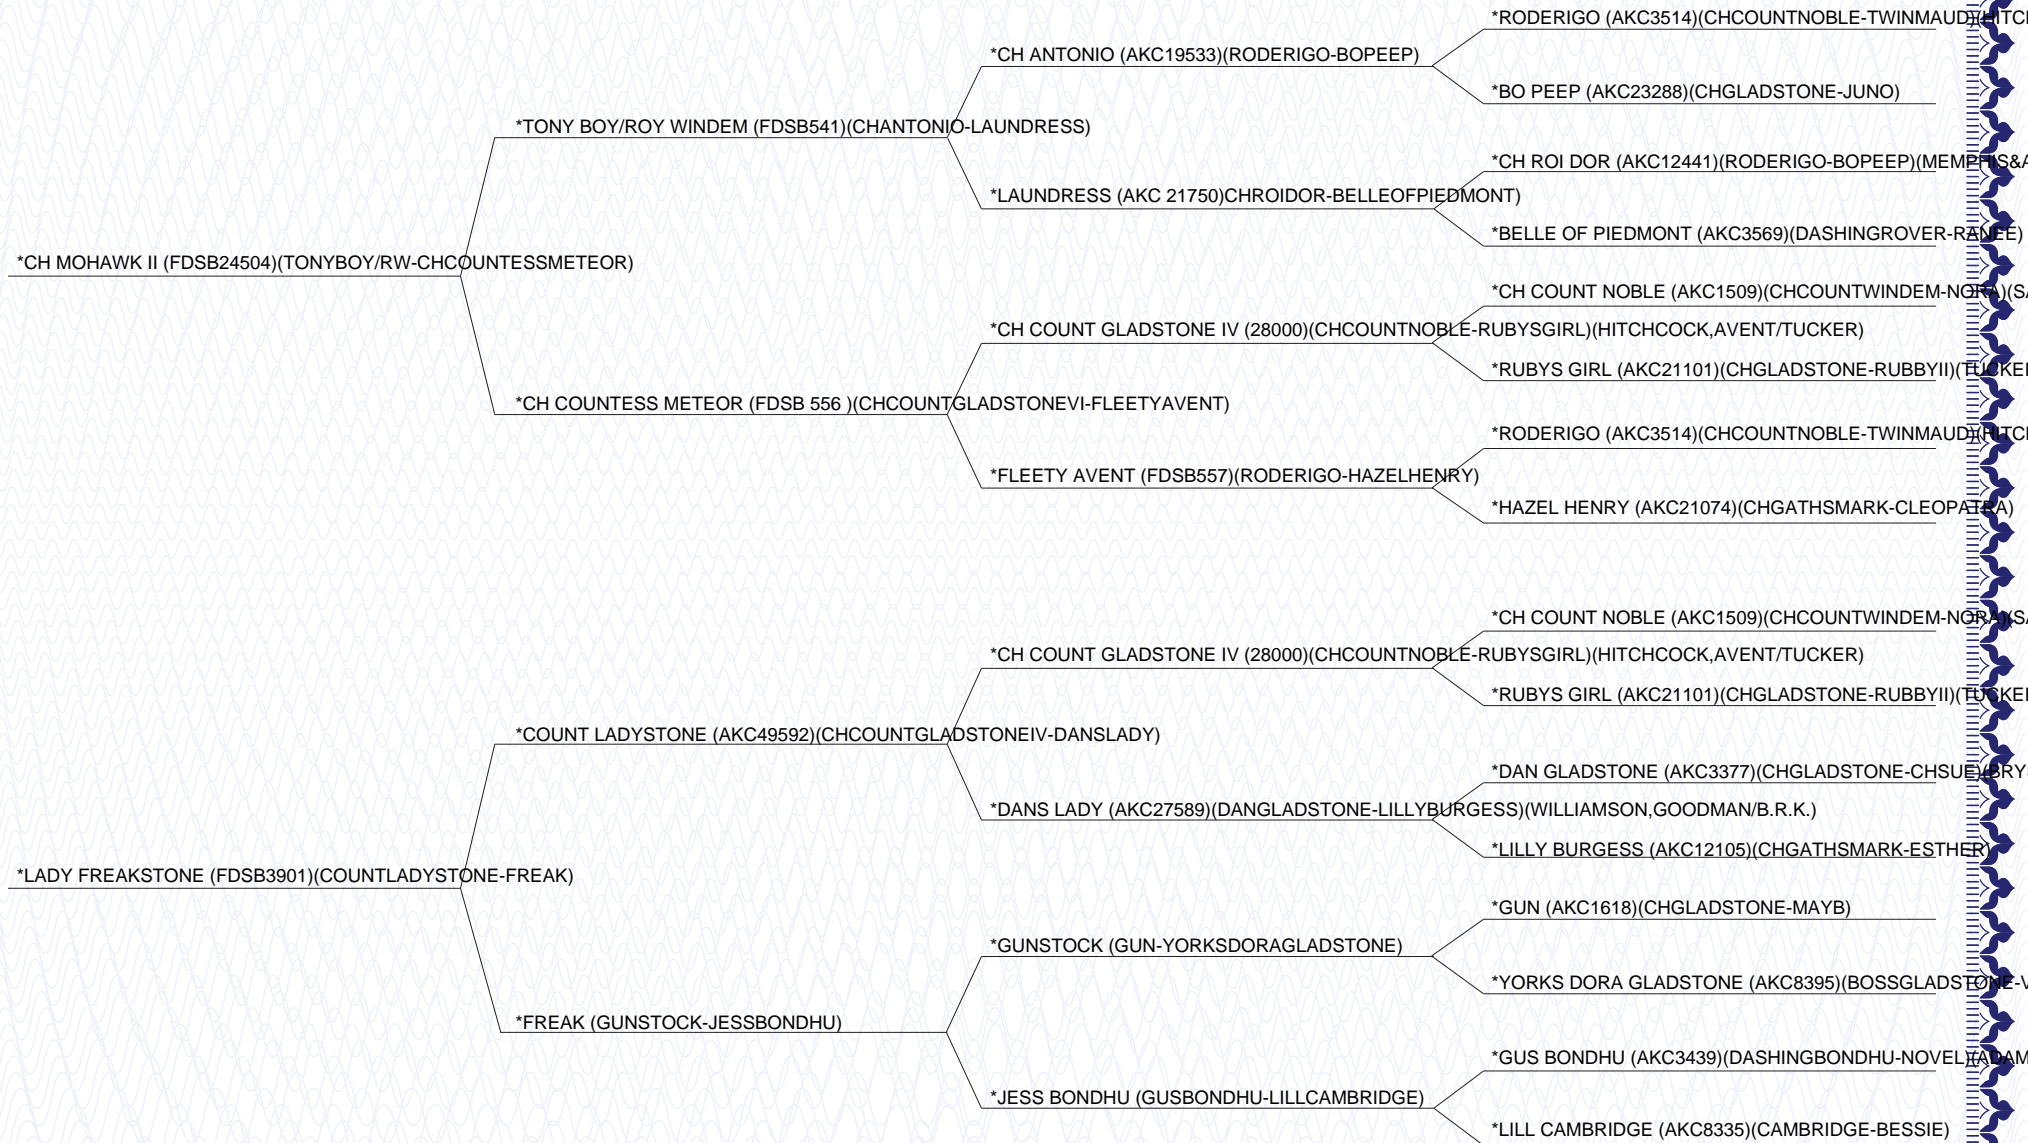 *RODERIGO (AKC3514)(CHCOUNTNOBLE-TWINMAUD)(HITCH
*CH ANTONIO (AKC19533)(RODERIGO-BOPEEP)
*BO PEEP (AKC23288)(CHGLADSTONE-JUNO)
*TONY BOY/ROY WINDEM (FDSB541)(CHANTONIO-LAUNDRESS)
*CH ROI DOR (AKC12441)(RODERIGO-BOPEEP)(MEMPHIS&A
*LAUNDRESS (AKC 21750)CHROIDOR-BELLEOFPIEDMONT)
*BELLE OF PIEDMONT (AKC3569)(DASHINGROVER-RANEE)
*CH MOHAWK II (FDSB24504)(TONYBOY/RW-CHCOUNTESSMETEOR)
*CH COUNT NOBLE (AKC1509)(CHCOUNTWINDEM-NORA)(SA
*CH COUNT GLADSTONE IV (28000)(CHCOUNTNOBLE-RUBYSGIRL)(HITCHCOCK,AVENT/TUCKER)
*RUBYS GIRL (AKC21101)(CHGLADSTONE-RUBBYII)(TUCKE
*CH COUNTESS METEOR (FDSB 556 )(CHCOUNTGLADSTONEVI-FLEETYAVENT)
*RODERIGO (AKC3514)(CHCOUNTNOBLE-TWINMAUD)(HITCH
*FLEETY AVENT (FDSB557)(RODERIGO-HAZELHENRY)
*HAZEL HENRY (AKC21074)(CHGATHSMARK-CLEOPATRA)
*CH COUNT NOBLE (AKC1509)(CHCOUNTWINDEM-NORA)(SA
*CH COUNT GLADSTONE IV (28000)(CHCOUNTNOBLE-RUBYSGIRL)(HITCHCOCK,AVENT/TUCKER)
*RUBYS GIRL (AKC21101)(CHGLADSTONE-RUBBYII)(TUCKE
*COUNT LADYSTONE (AKC49592)(CHCOUNTGLADSTONEIV-DANSLADY)
*DAN GLADSTONE (AKC3377)(CHGLADSTONE-CHSUE)(BRY
*DANS LADY (AKC27589)(DANGLADSTONE-LILLYBURGESS)(WILLIAMSON,GOODMAN/B.R.K.)
*LILLY BURGESS (AKC12105)(CHGATHSMARK-ESTHER)
*LADY FREAKSTONE (FDSB3901)(COUNTLADYSTONE-FREAK)
*GUN (AKC1618)(CHGLADSTONE-MAYB)
*GUNSTOCK (GUN-YORKSDORAGLADSTONE)
*YORKS DORA GLADSTONE (AKC8395)(BOSSGLADSTONE-V
*FREAK (GUNSTOCK-JESSBONDHU)
*GUS BONDHU (AKC3439)(DASHINGBONDHU-NOVEL)(ADAM
*JESS BONDHU (GUSBONDHU-LILLCAMBRIDGE)
*LILL CAMBRIDGE (AKC8335)(CAMBRIDGE-BESSIE)